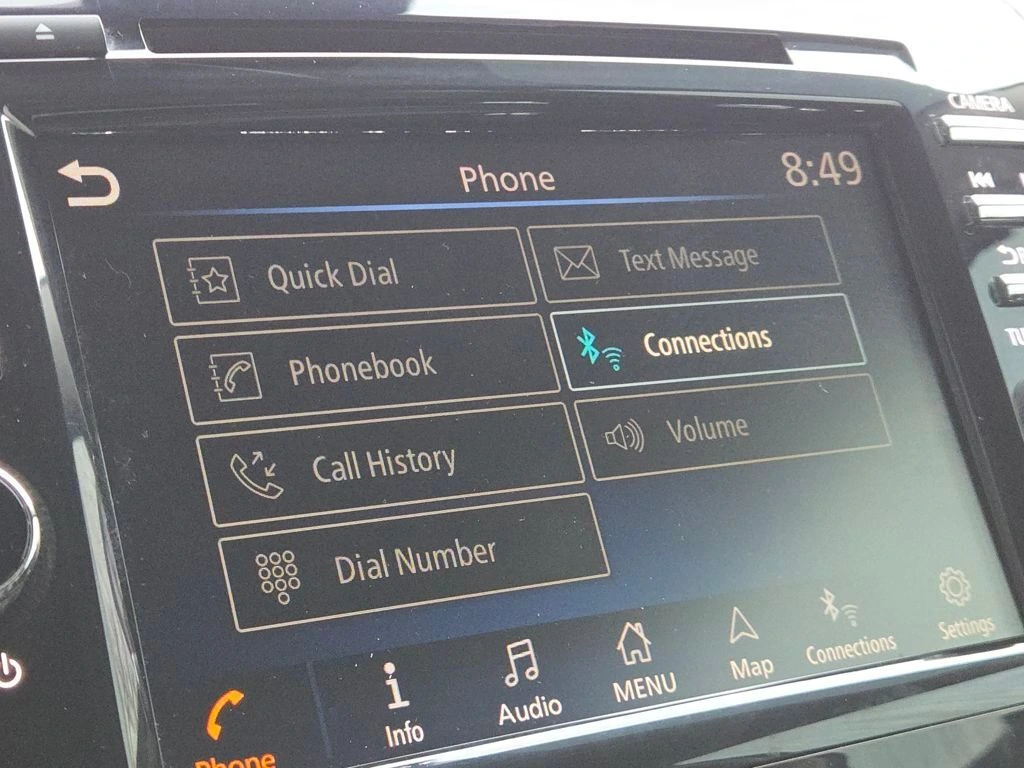 CAMERA
Phone
8:49
Quick Dial
Text Message
Phonebook
Connections
Call History
Volume
Dial Number
Phone
Info
Audio
MENU
Map
Connections
Settings